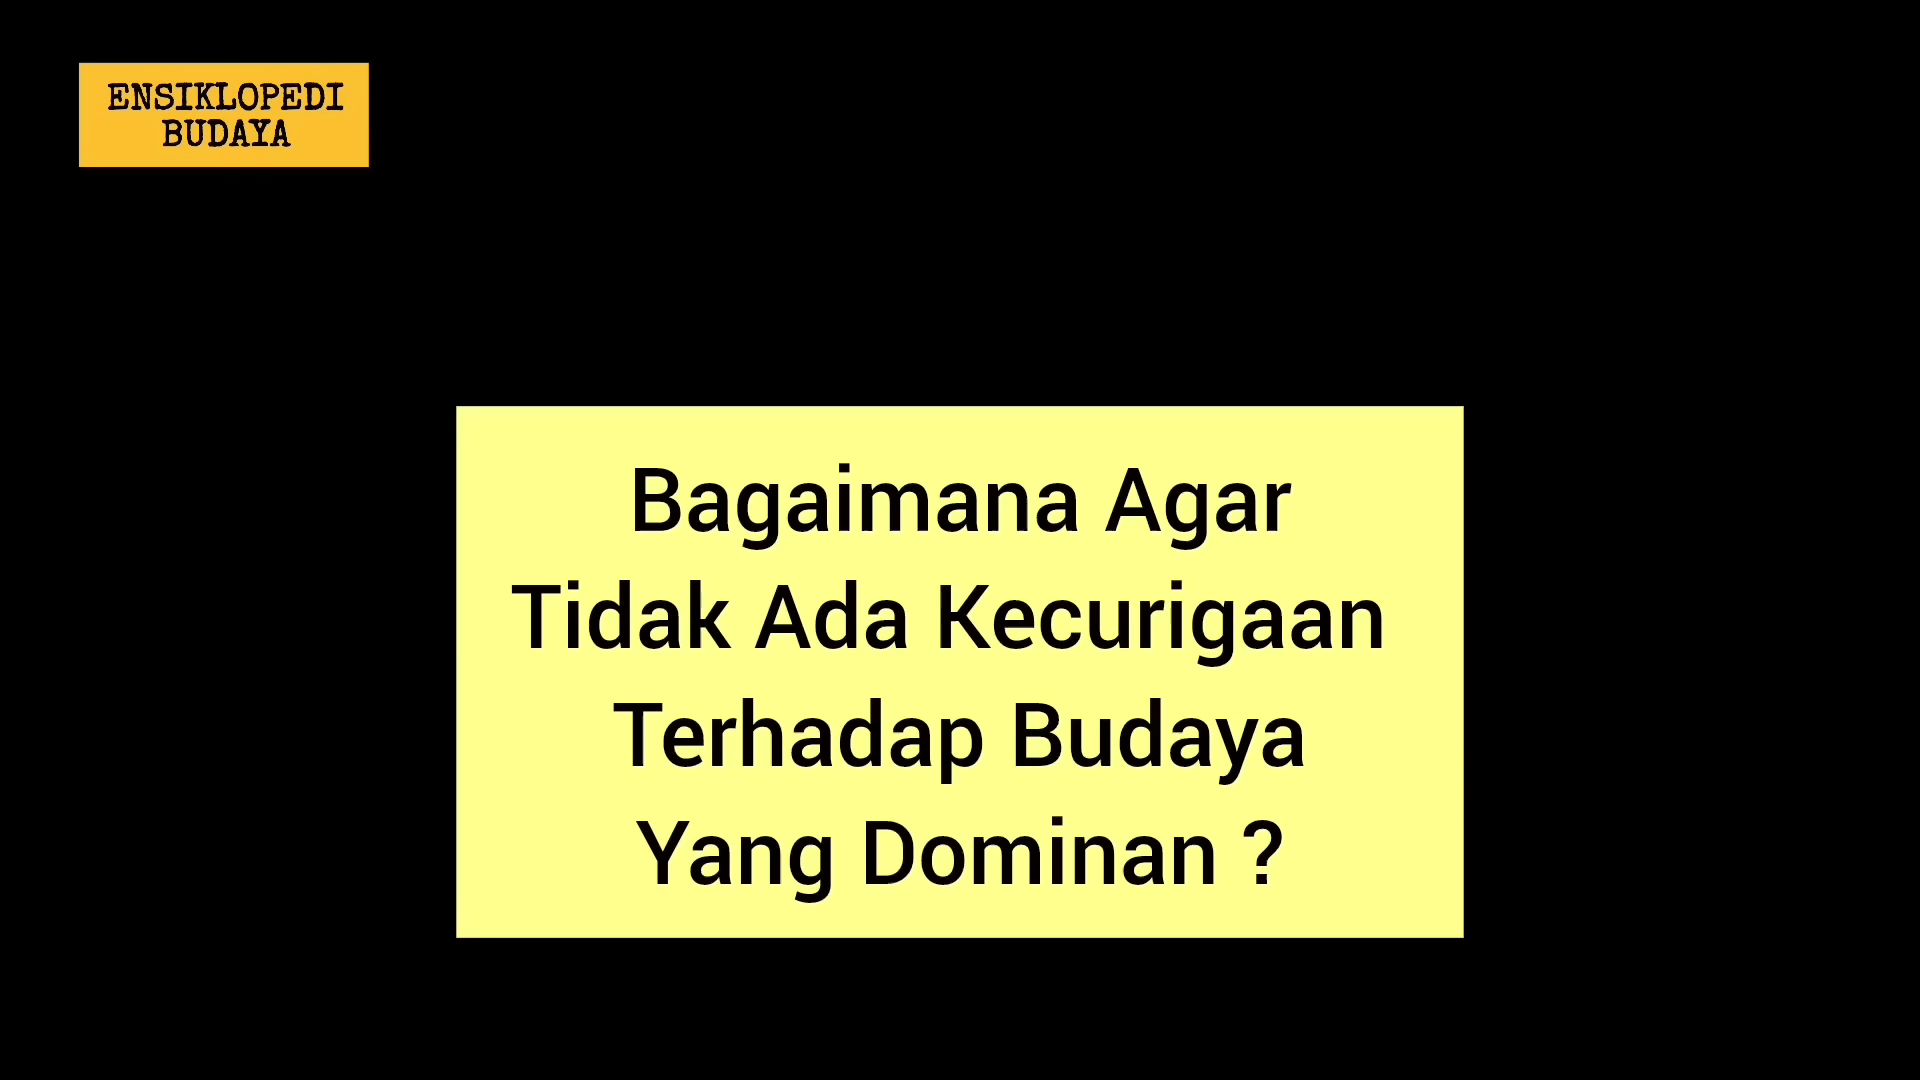 ENSIKLOPEDI
BUDAYA
Bagaimana Agar
Tidak Ada Kecurigaan
Terhadap Budaya
Yang Dominan ?